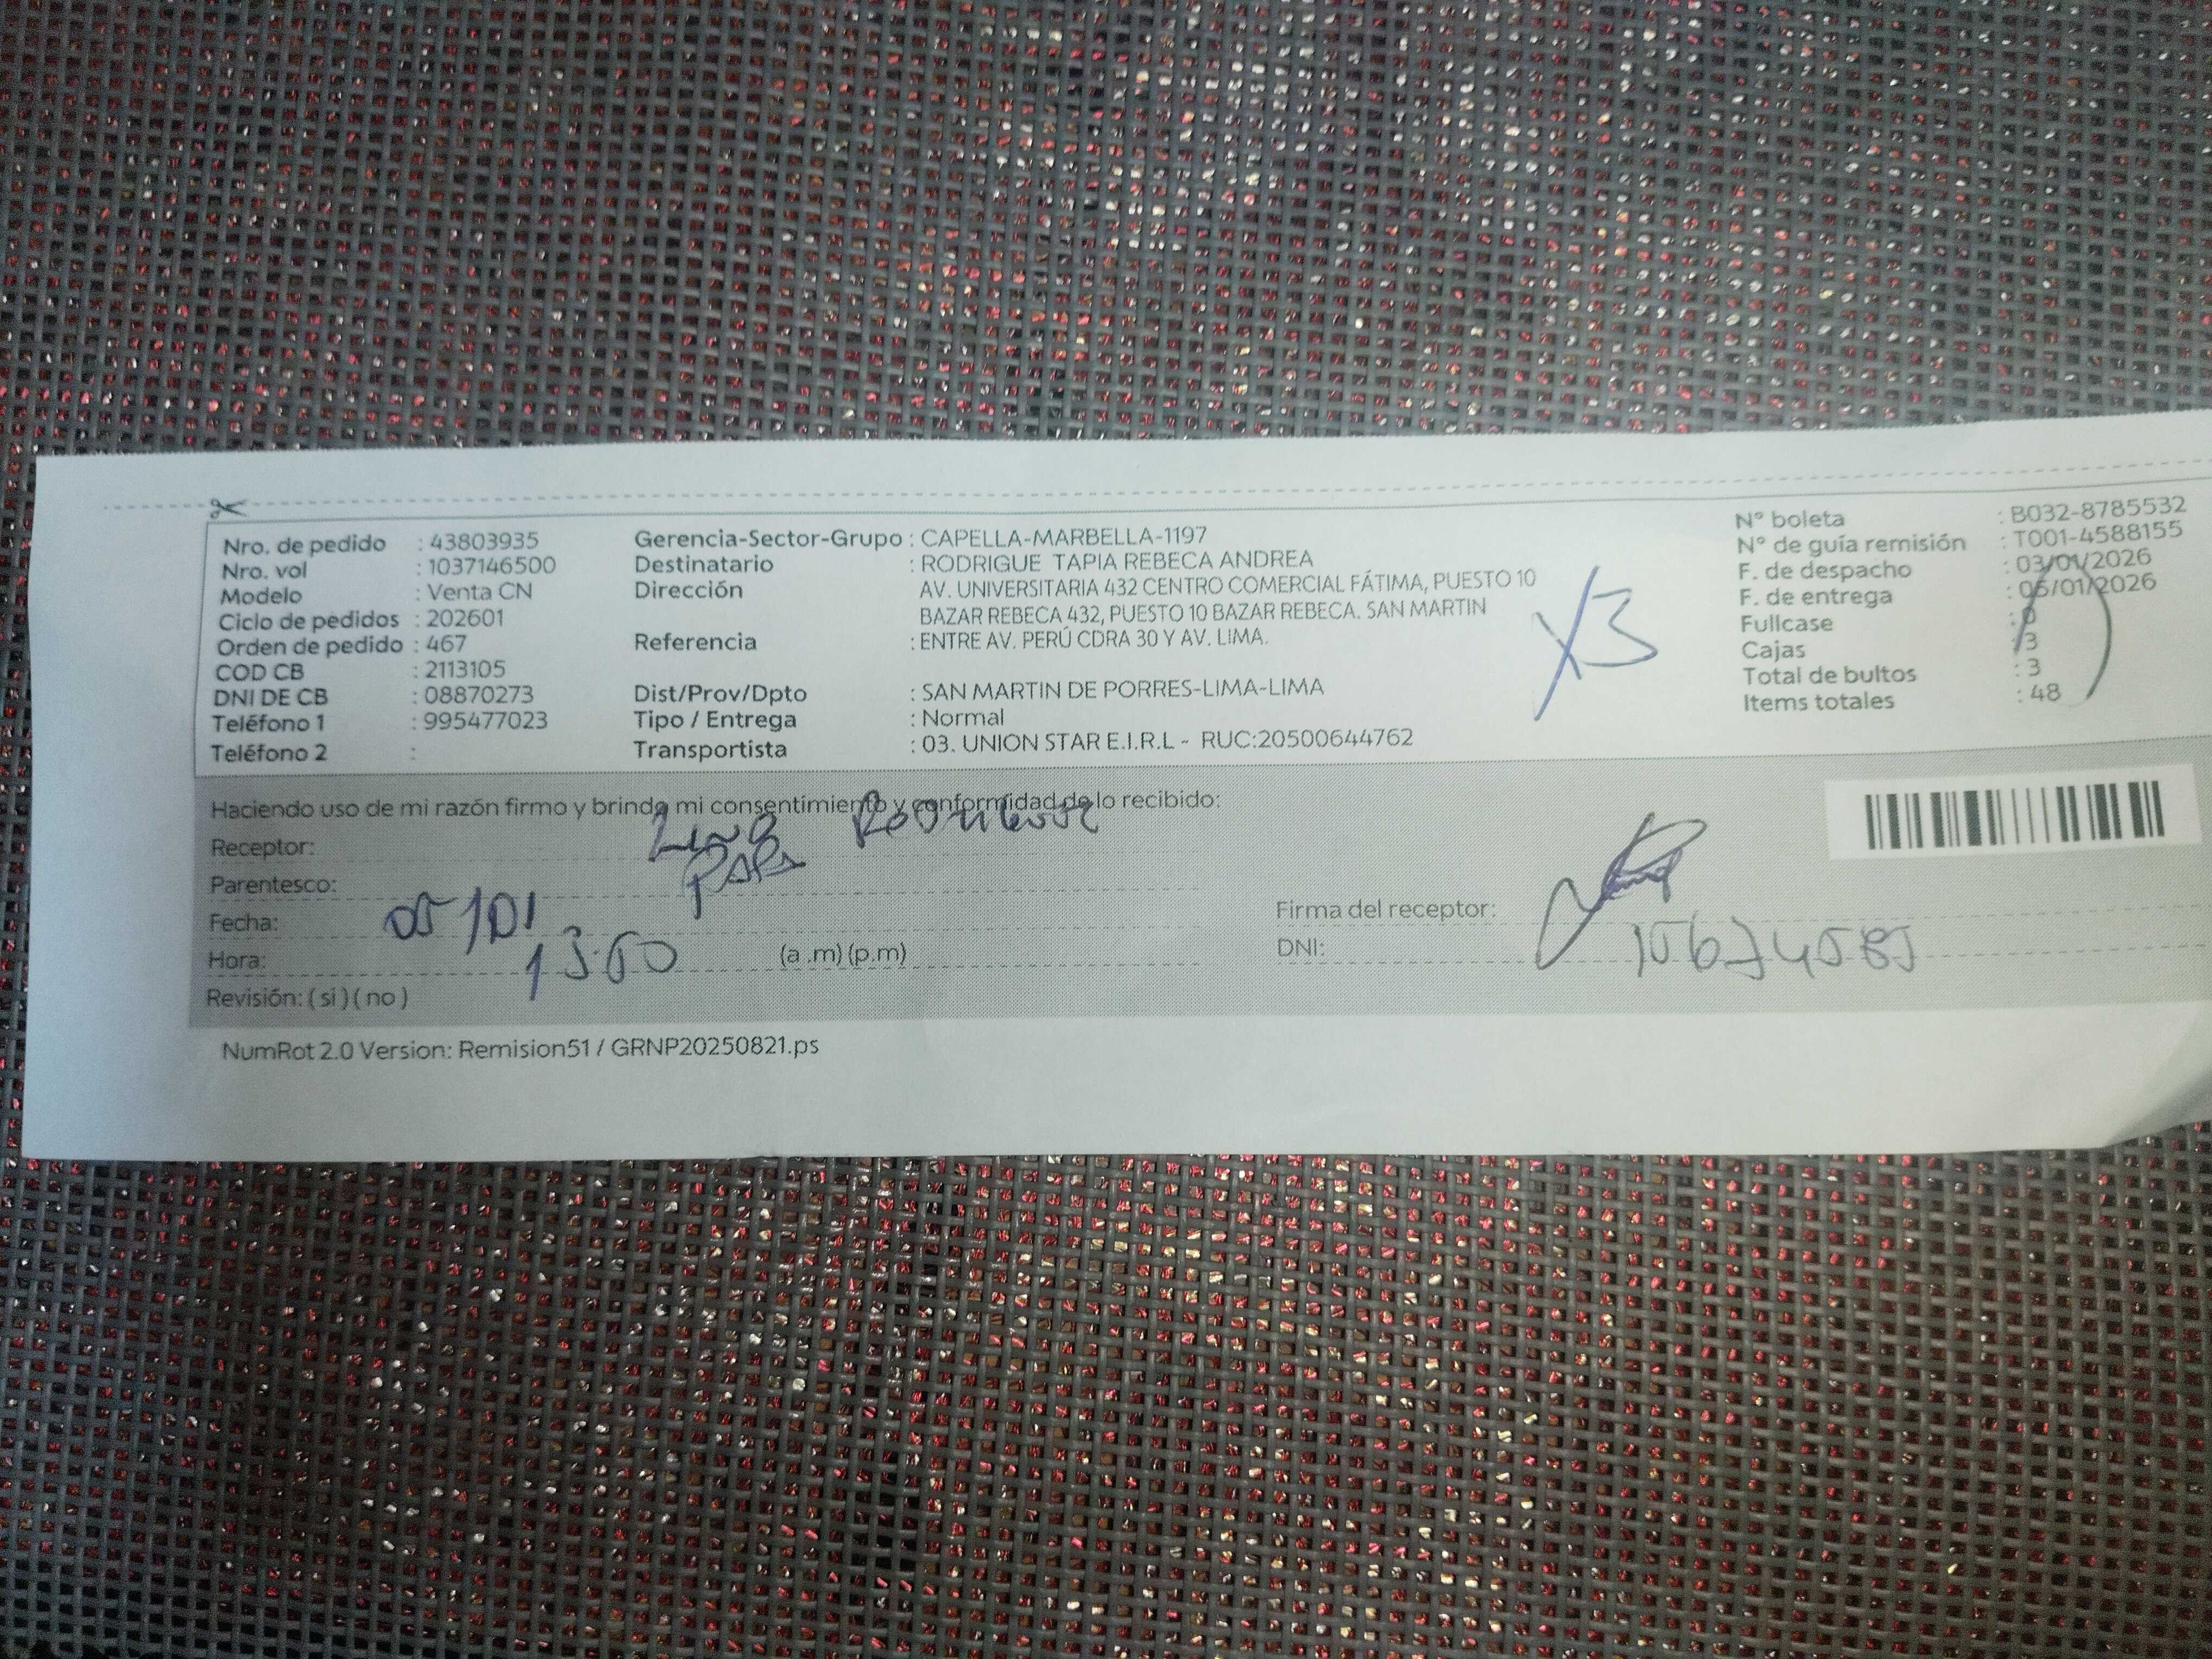 Nro. de pedido : 43803935
Nro. vol : 1037146500
Modelo : Venta CN
Ciclo de pedidos : 202601
Orden de pedido : 467
COD CB : 2113105
DNI DE CB : 08870273
Teléfono 1 : 995477023
Teléfono 2 :
Gerencia-Sector-Grupo : CAPELLA-MARBELLA-1197
Destinatario : RODRIGUE TAPIA REBECA ANDREA
Dirección : AV. UNIVERSITARIA 432 CENTRO COMERCIAL FÁTIMA, PUESTO 10
BAZAR REBECA 432, PUESTO 10 BAZAR REBECA. SAN MARTIN
Referencia : ENTRE AV. PERÚ CDRA 30 Y AV. LIMA.
Dist/Prov/Dpto : SAN MARTIN DE PORRES-LIMA-LIMA
Tipo / Entrega : Normal
Transportista : 03. UNION STAR E.I.R.L - RUC:20500644762
X3
N° boleta : B032-8785532
N° de guía remisión : T001-4588155
F. de despacho : 03/01/2026
F. de entrega : 05/01/2026
Fullcase : 0
Cajas : 3
Total de bultos : 3
Items totales : 48
Haciendo uso de mi razón firmo y brindo mi consentimiento y conformidad de lo recibido:
Receptor: Rodriguez
Parentesco: papa
Fecha: 05/01
Hora: 13:50 (a .m) (p.m)
Revisión: ( si ) ( no )
Firma del receptor:
DNI:
NumRot 2.0 Version: Remision51 / GRNP20250821.ps